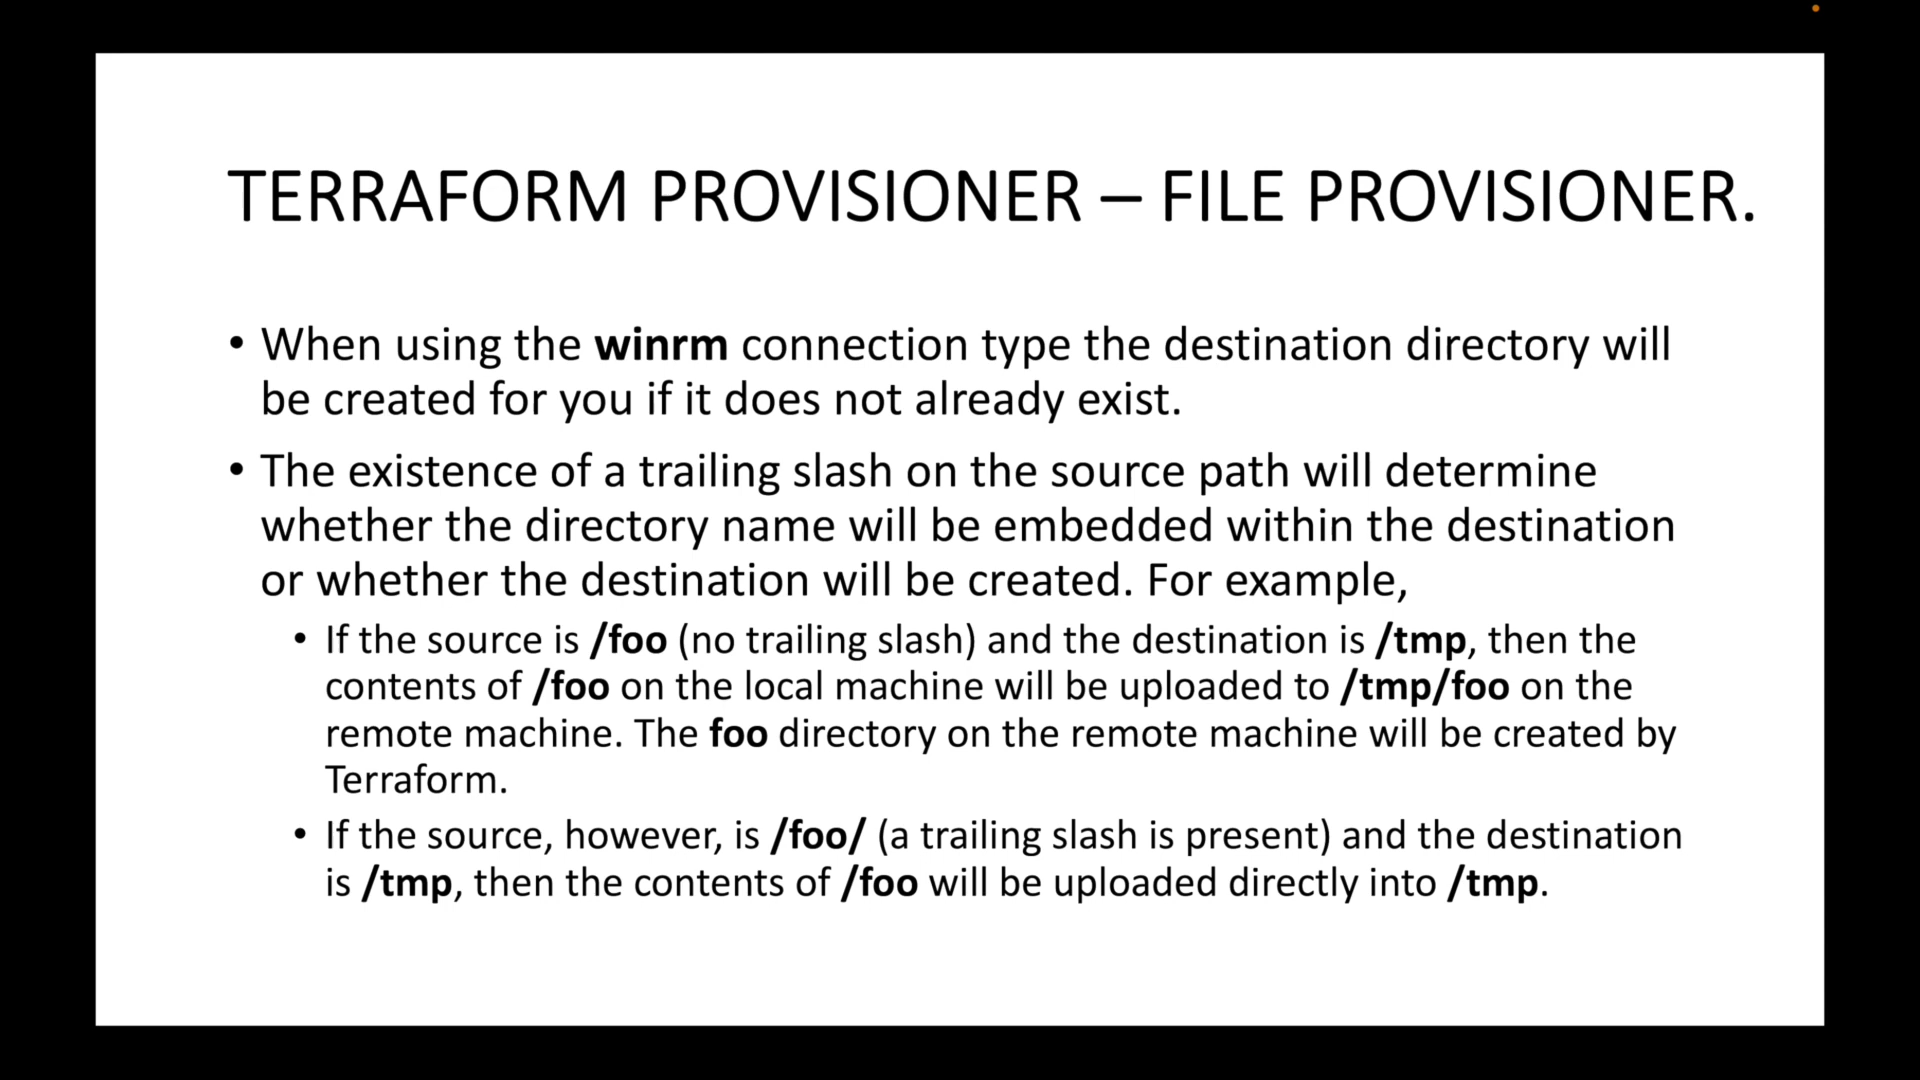 TERRAFORM PROVISIONER – FILE PROVISIONER.
• When using the winrm connection type the destination directory will
be created for you if it does not already exist.
• The existence of a trailing slash on the source path will determine
whether the directory name will be embedded within the destination
or whether the destination will be created. For example,
• If the source is /foo (no trailing slash) and the destination is /tmp, then the
contents of /foo on the local machine will be uploaded to /tmp/foo on the
remote machine. The foo directory on the remote machine will be created by
Terraform.
• If the source, however, is /foo/ (a trailing slash is present) and the destination
is /tmp, then the contents of /foo will be uploaded directly into /tmp.